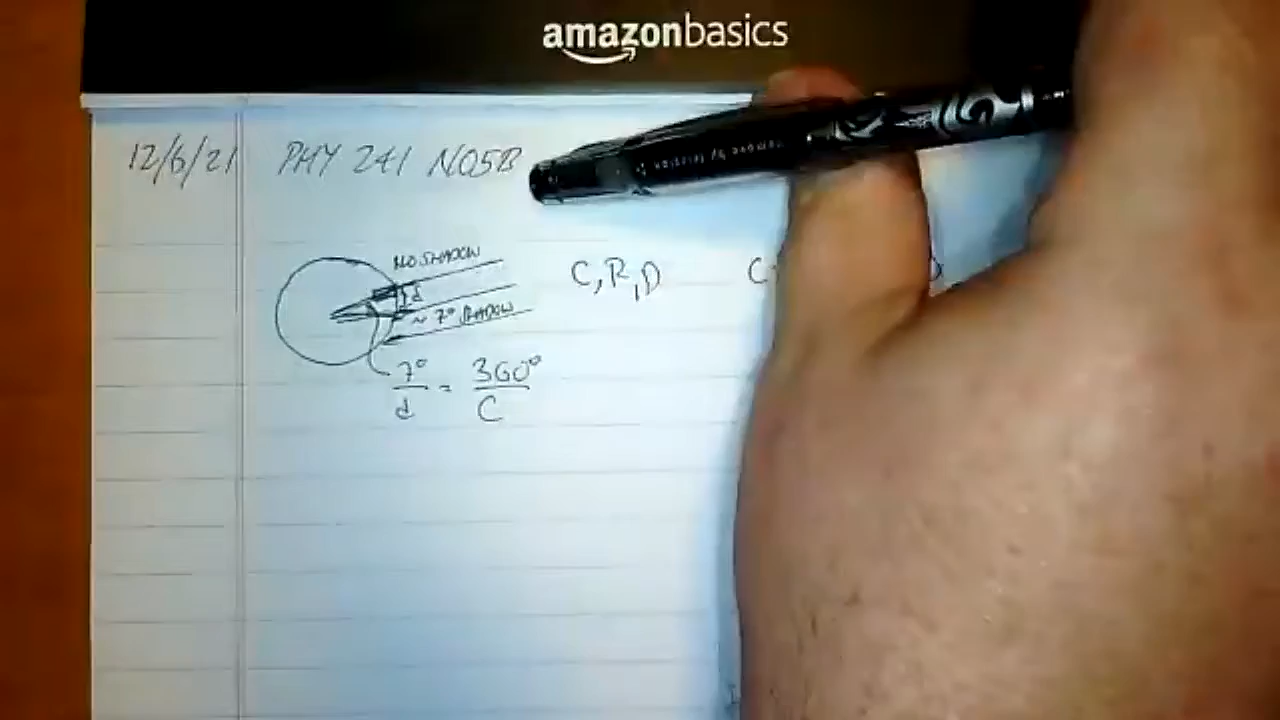 amazonbasics
12/6/21 PHY 241 N05B
NO SHADOW
d
~ 7° SHADOW
C, R, D
C
7°/d = 360°/C